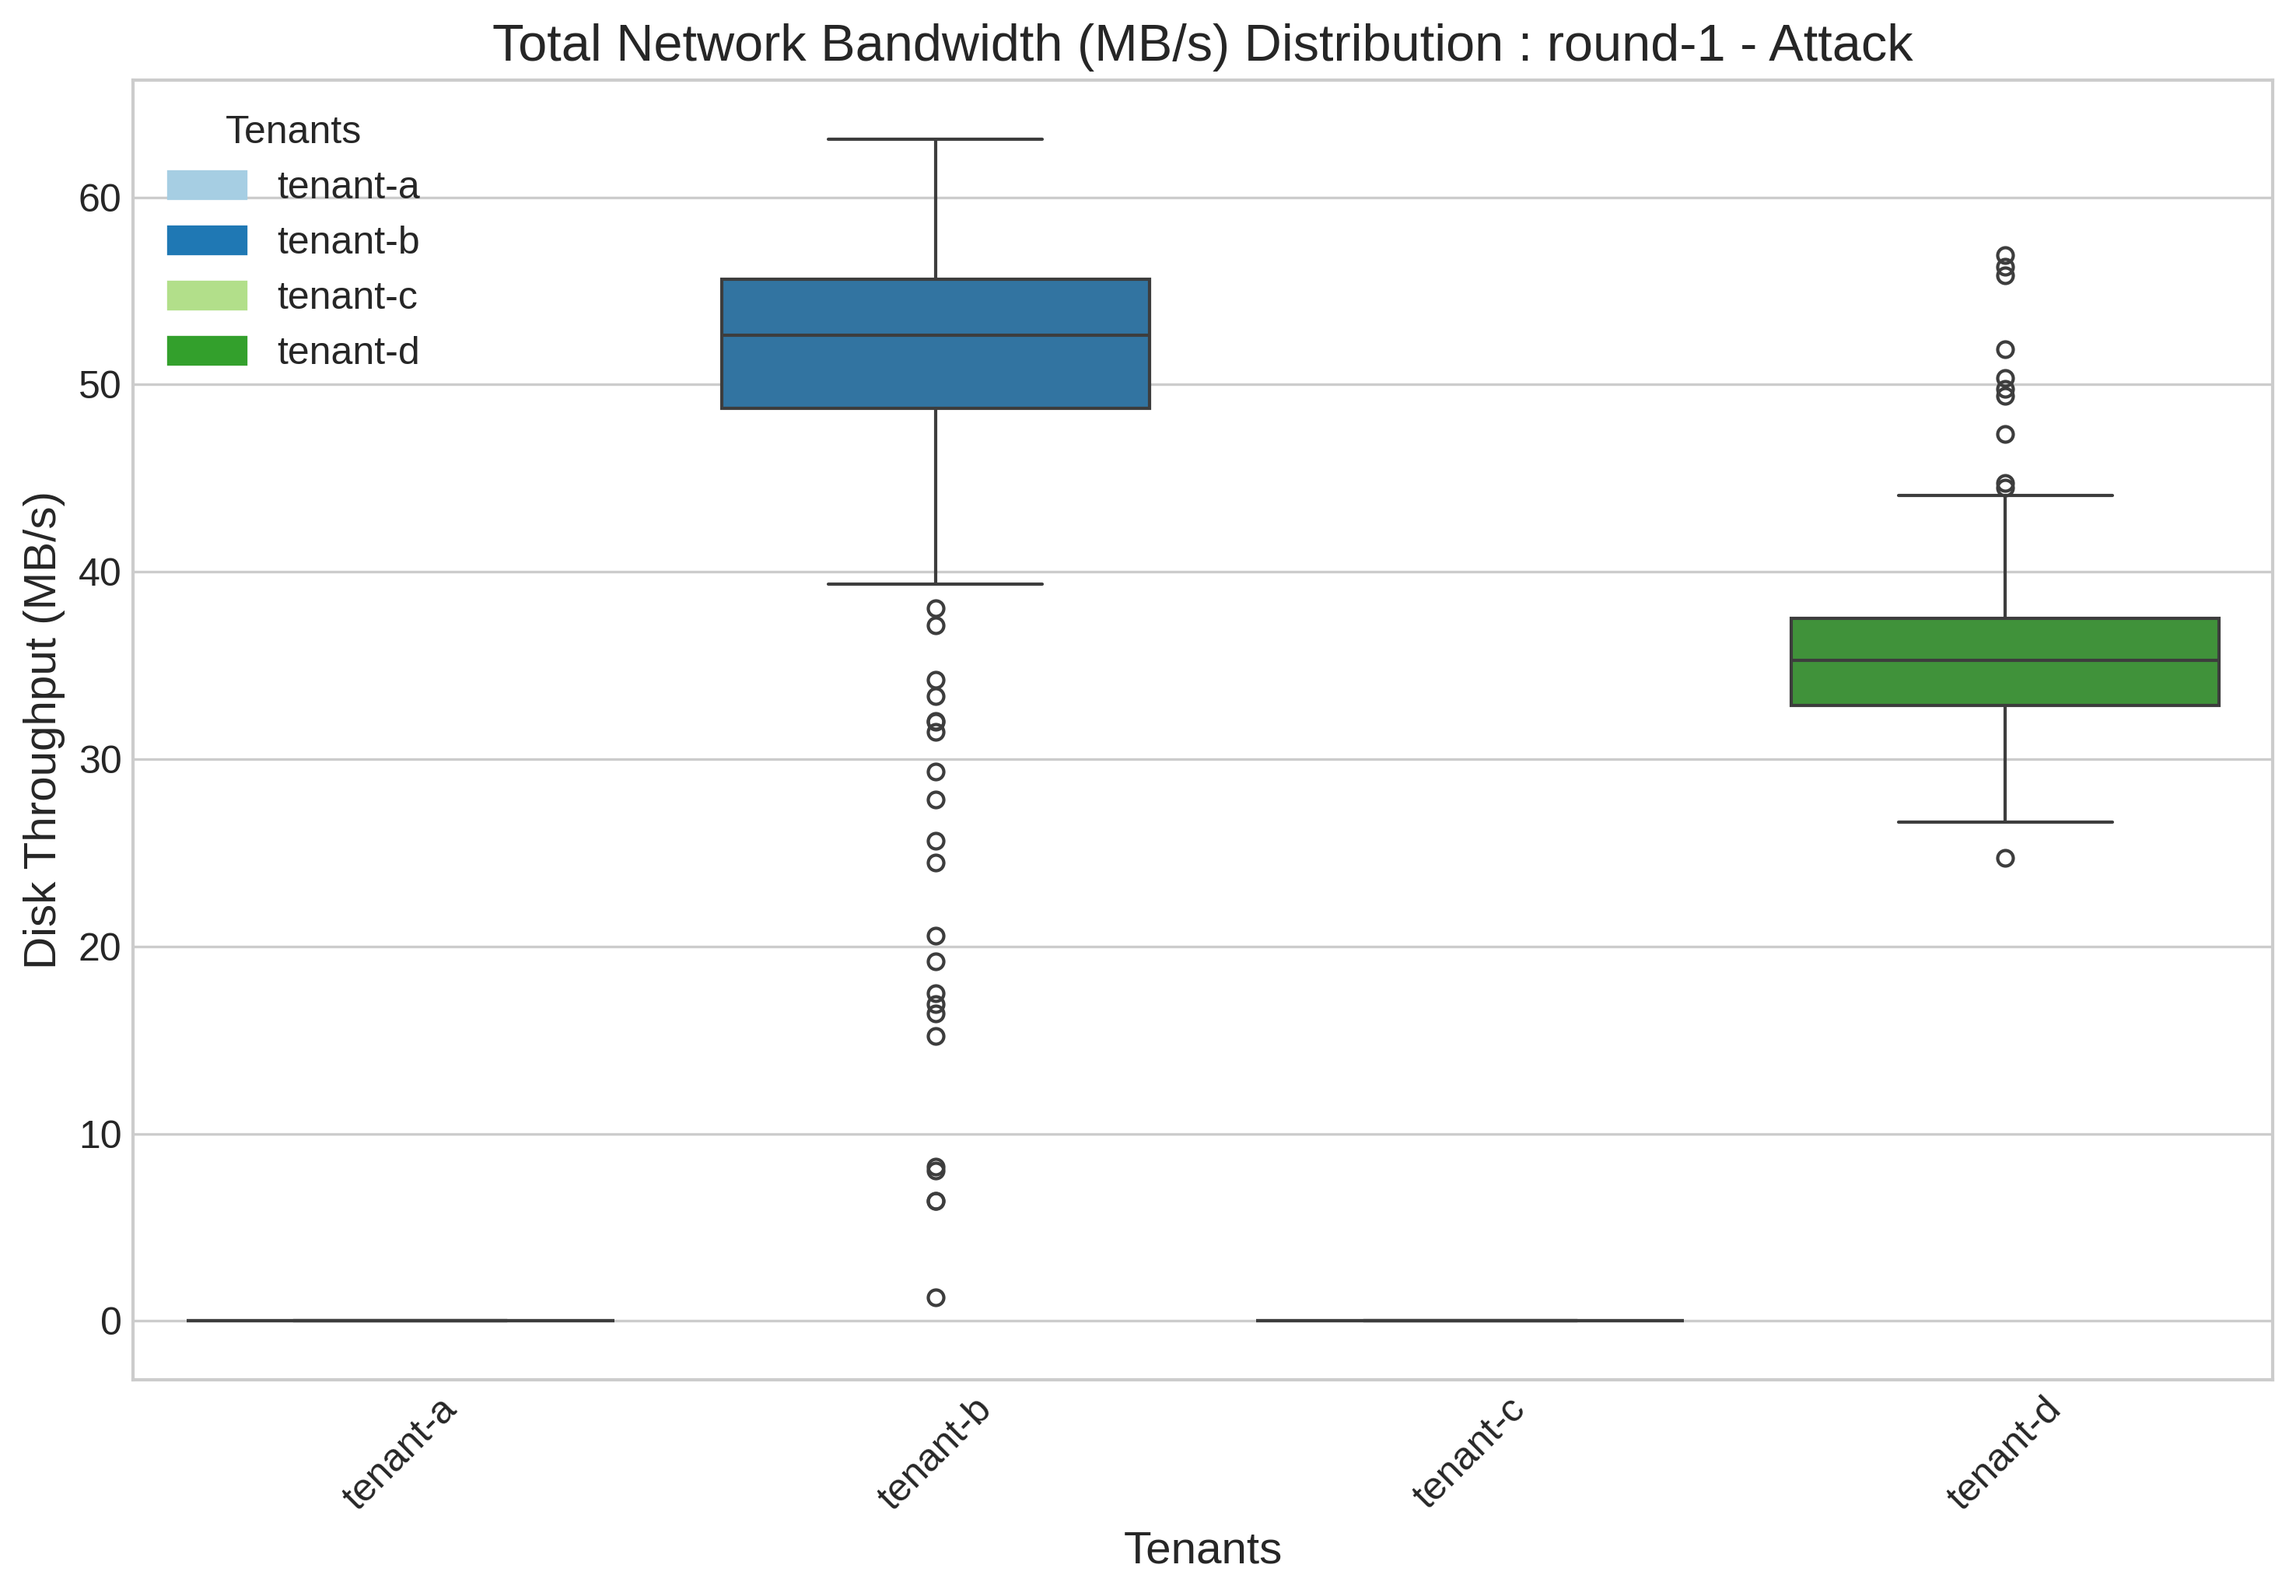 Total Network Bandwidth (MB/s) Distribution : round-1 - Attack
Tenants
tenant-a
tenant-b
tenant-c
tenant-d
Disk Throughput (MB/s)
60
50
40
30
20
10
0
tenant-a
tenant-b
tenant-c
tenant-d
Tenants